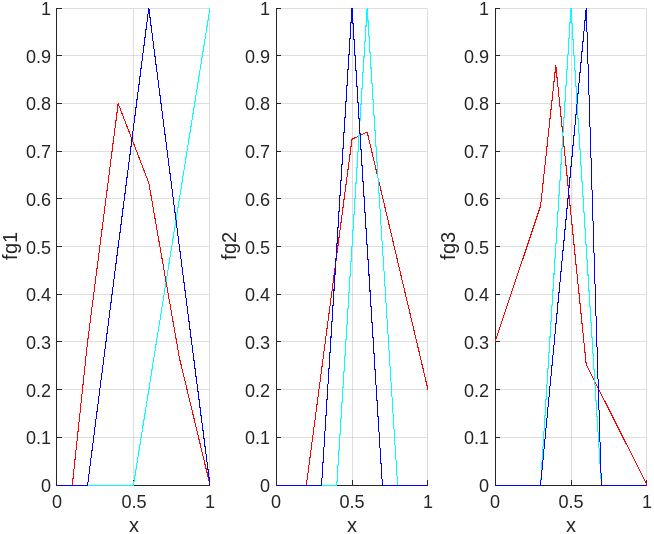 1 1 1
0.9 0.9 0.9
0.8 0.8 0.8
0.7 0.7 0.7
0.6 0.6 0.6
fg1 0.5 fg2 0.5 fg3 0.5
0.4 0.4 0.4
0.3 0.3 0.3
0.2 0.2 0.2
0.1 0.1 0.1
0 0 0
0 0.5 1 0 0.5 1 0 0.5 1
x x x